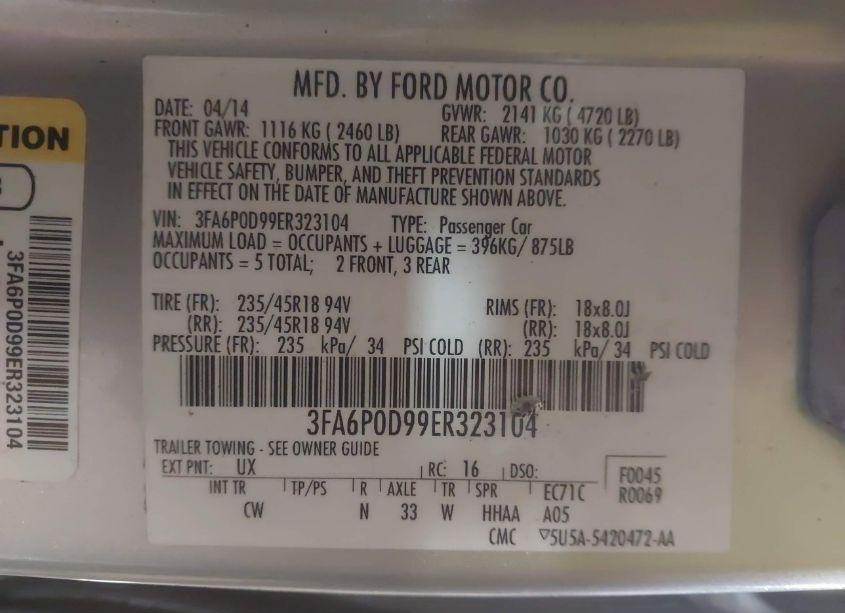 TION
3FA6P0D99ER323104
MFD. BY FORD MOTOR CO.
DATE: 04/14 GVWR: 2141 KG ( 4720 LB)
FRONT GAWR: 1116 KG ( 2460 LB) REAR GAWR: 1030 KG ( 2270 LB)
THIS VEHICLE CONFORMS TO ALL APPLICABLE FEDERAL MOTOR
VEHICLE SAFETY, BUMPER, AND THEFT PREVENTION STANDARDS
IN EFFECT ON THE DATE OF MANUFACTURE SHOWN ABOVE.
VIN: 3FA6P0D99ER323104 TYPE: Passenger Car
MAXIMUM LOAD = OCCUPANTS + LUGGAGE = 396KG/ 875LB
OCCUPANTS = 5 TOTAL; 2 FRONT, 3 REAR
TIRE (FR): 235/45R18 94V RIMS (FR): 18x8.0J
(RR): 235/45R18 94V (RR): 18x8.0J
PRESSURE (FR): 235 kPa/ 34 PSI COLD (RR): 235 kPa/ 34 PSI COLD
3FA6P0D99ER323104
TRAILER TOWING - SEE OWNER GUIDE
EXT PNT: UX RC: 16 DSO: F0045
INT TR TP/PS R AXLE TR SPR EC71C R0069
CW N 33 W HHAA A05
CMC ▽5U5A-5420472-AA